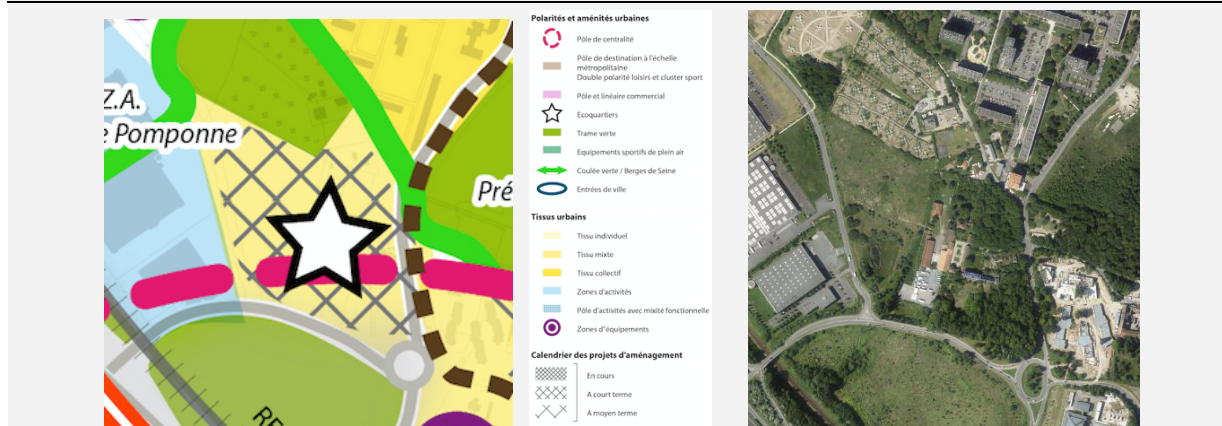 Z.A.
e Pomponne
Pré
RE
Polarités et aménités urbaines
Pôle de centralité
Pôle de destination à l'échelle
métropolitaine
Double polarité loisirs et cluster sport
Pôle et linéaire commercial
Ecoquartiers
Trame verte
Equipements sportifs de plein air
Coulée verte / Berges de Seine
Entrées de ville
Tissus urbains
Tissu individuel
Tissu mixte
Tissu collectif
Zones d'activités
Pôle d'activités avec mixité fonctionnelle
Zones d''équipements
Calendrier des projets d'aménagement
En cours
A court terme
A moyen terme